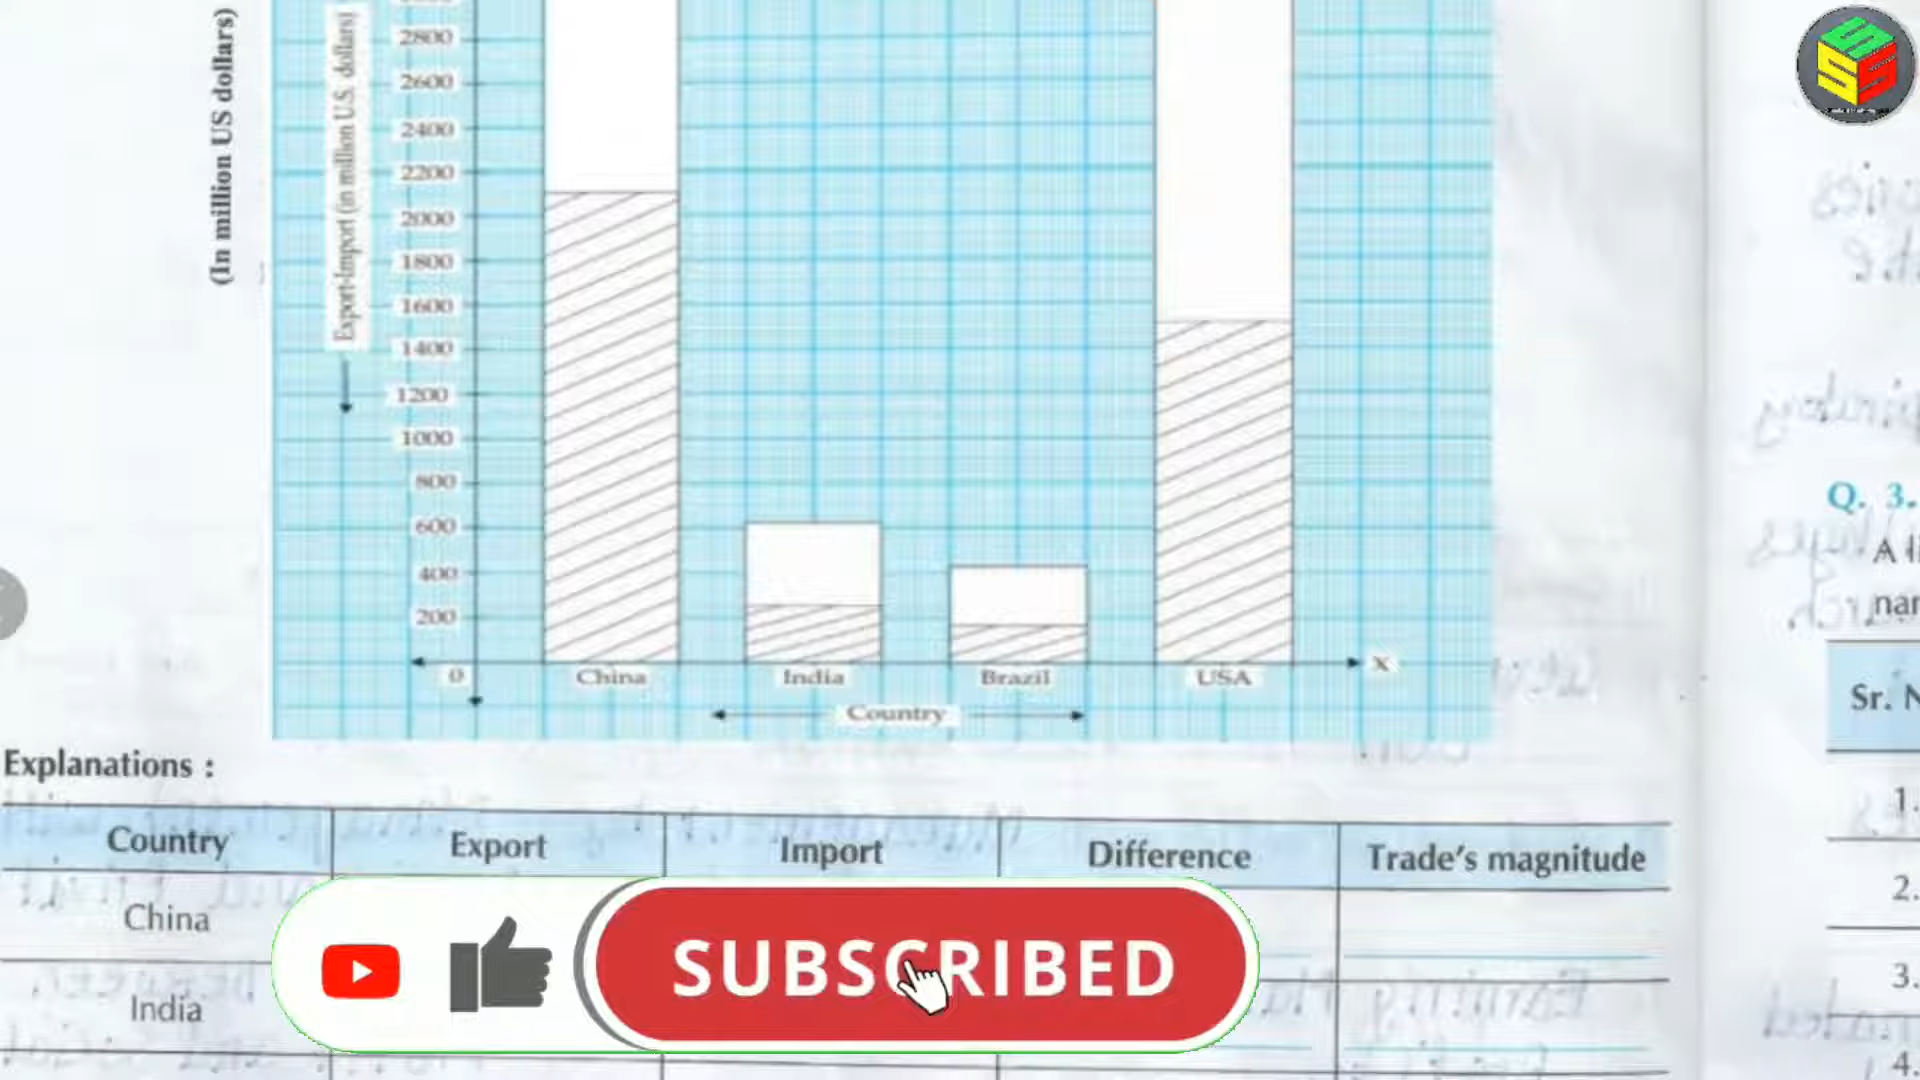 (In million US dollars)
Export-Import (in million U.S. dollars)
2800
2600
2400
2200
2000
1800
1600
1400
1200
1000
800
600
400
200
0
China
India
Brazil
USA
X
Country
Explanations :
Country
Export
Import
Difference
Trade's magnitude
China
India
SUBSCRIBED
Q. 3.
Sr.
1.
2.
3.
4.